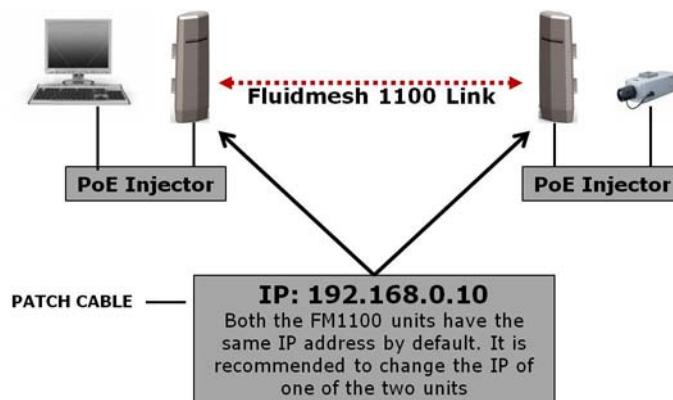 Fluidmesh 1100 Link
PoE Injector
PoE Injector
PATCH CABLE
IP: 192.168.0.10
Both the FM1100 units have the
same IP address by default. It is
recommended to change the IP of
one of the two units